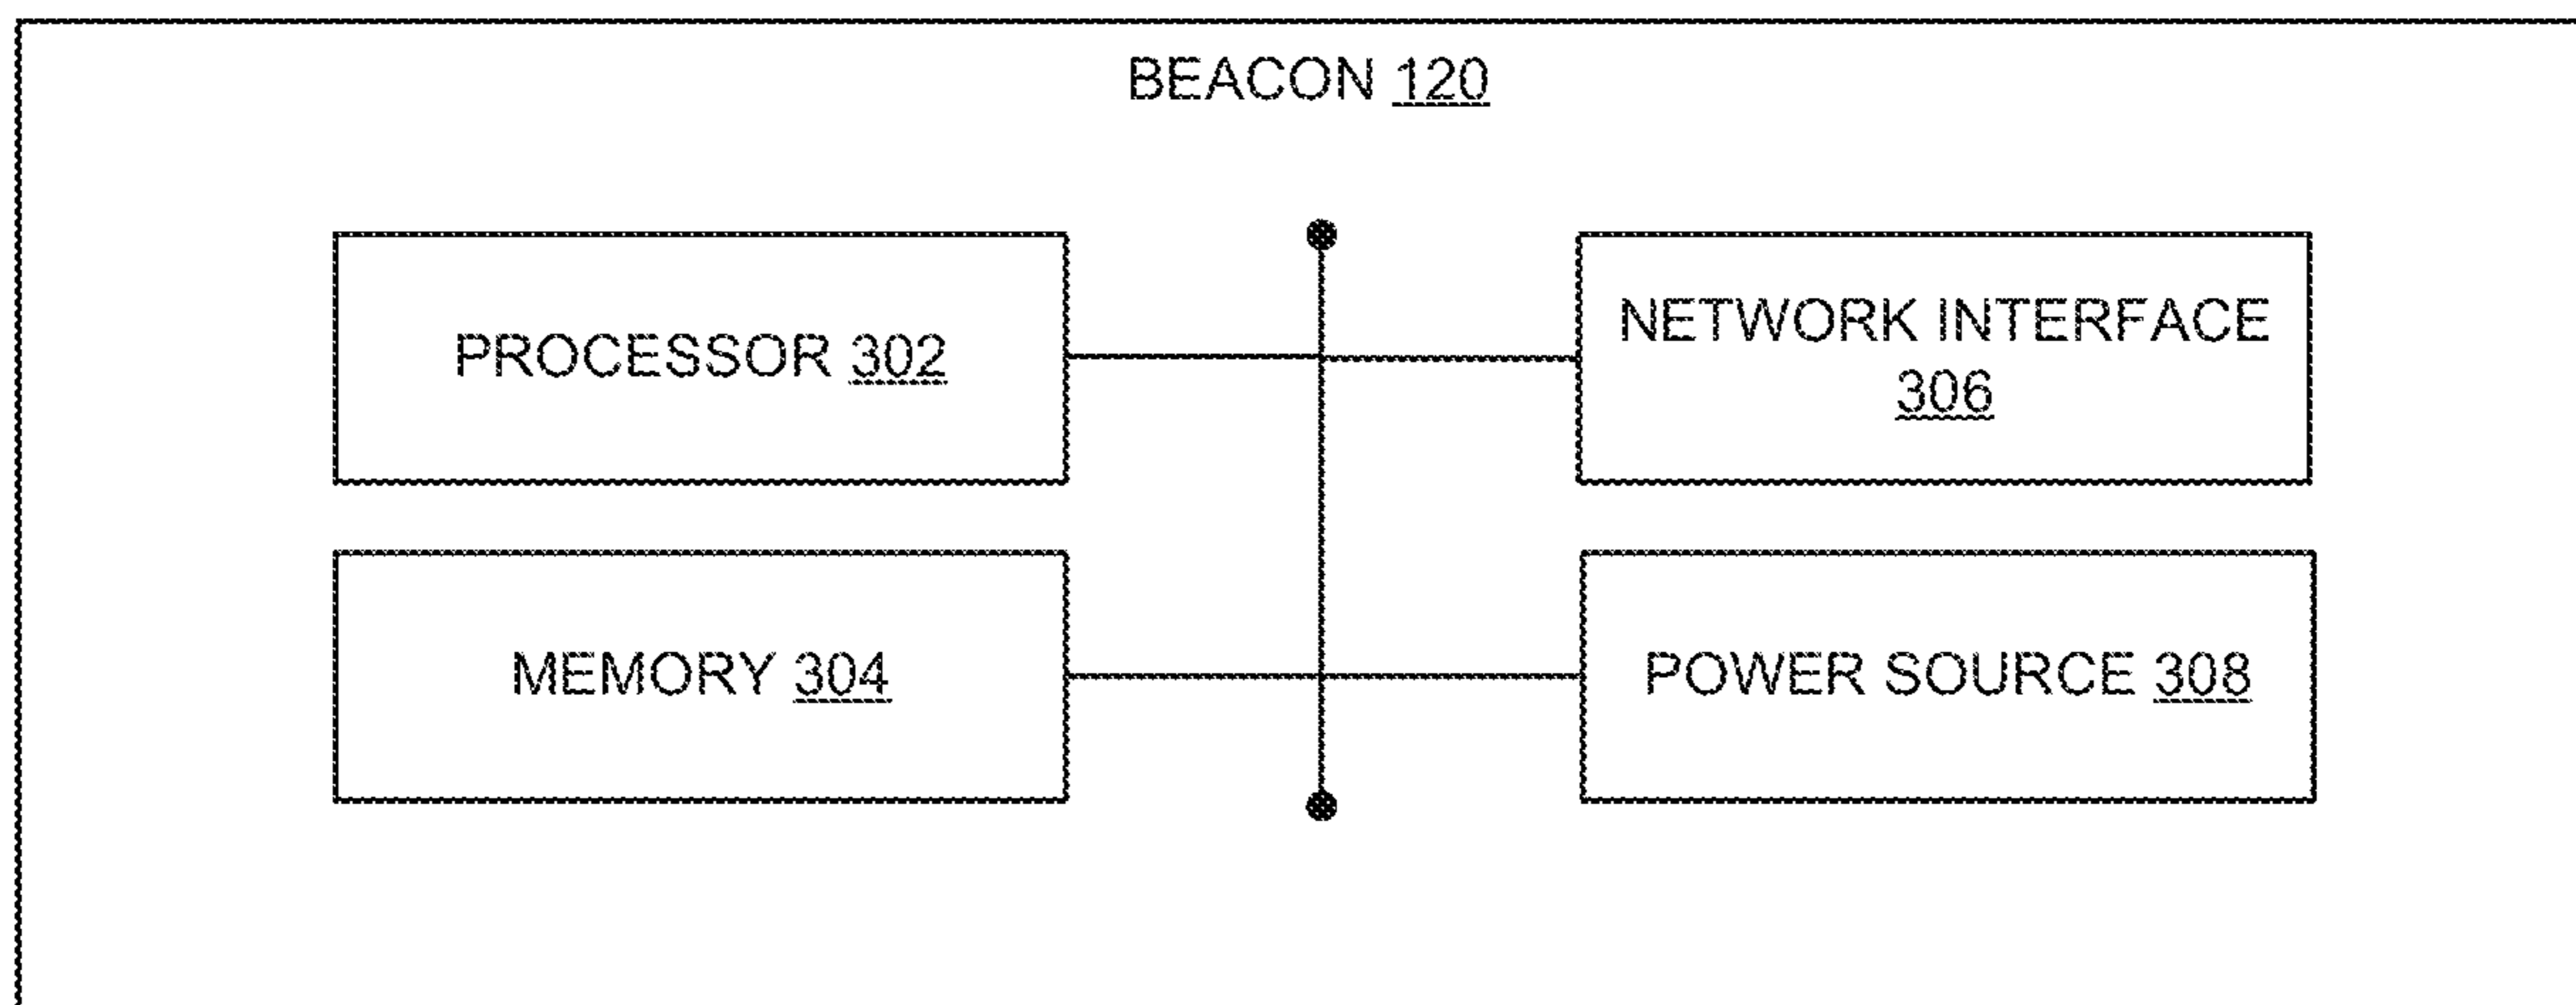 BEACON 120
PROCESSOR 302
NETWORK INTERFACE
306
MEMORY 304
POWER SOURCE 308